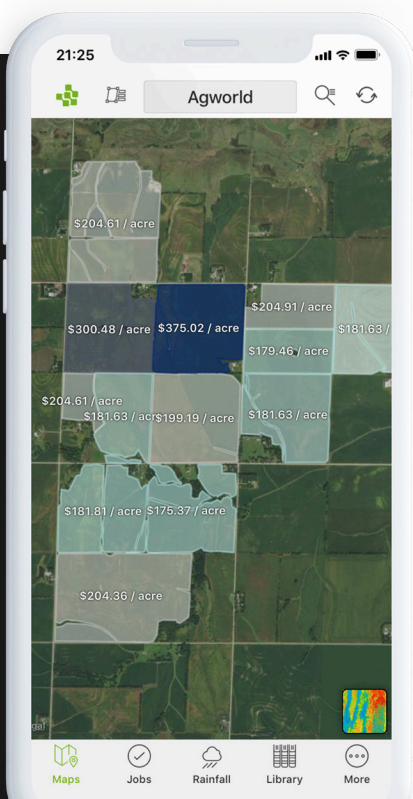 21:25
Agworld
$204.61 / acre
$204.91 / acre
$300.48 / acre
$375.02 / acre
$181.63 /
$179.46 / acre
$204.61 / acre
$181.63 / acr
$199.19 / acre
$181.63 / acre
$181.81 / acre
$175.37 / acre
$204.36 / acre
gal
Maps
Jobs
Rainfall
Library
More